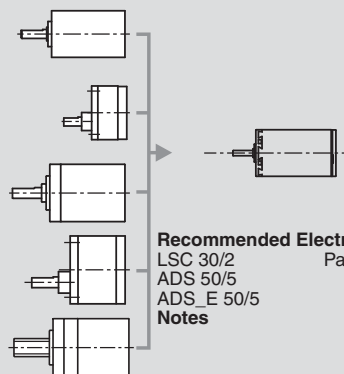 Recommended Electr
LSC 30/2 Pa
ADS 50/5
ADS_E 50/5
Notes